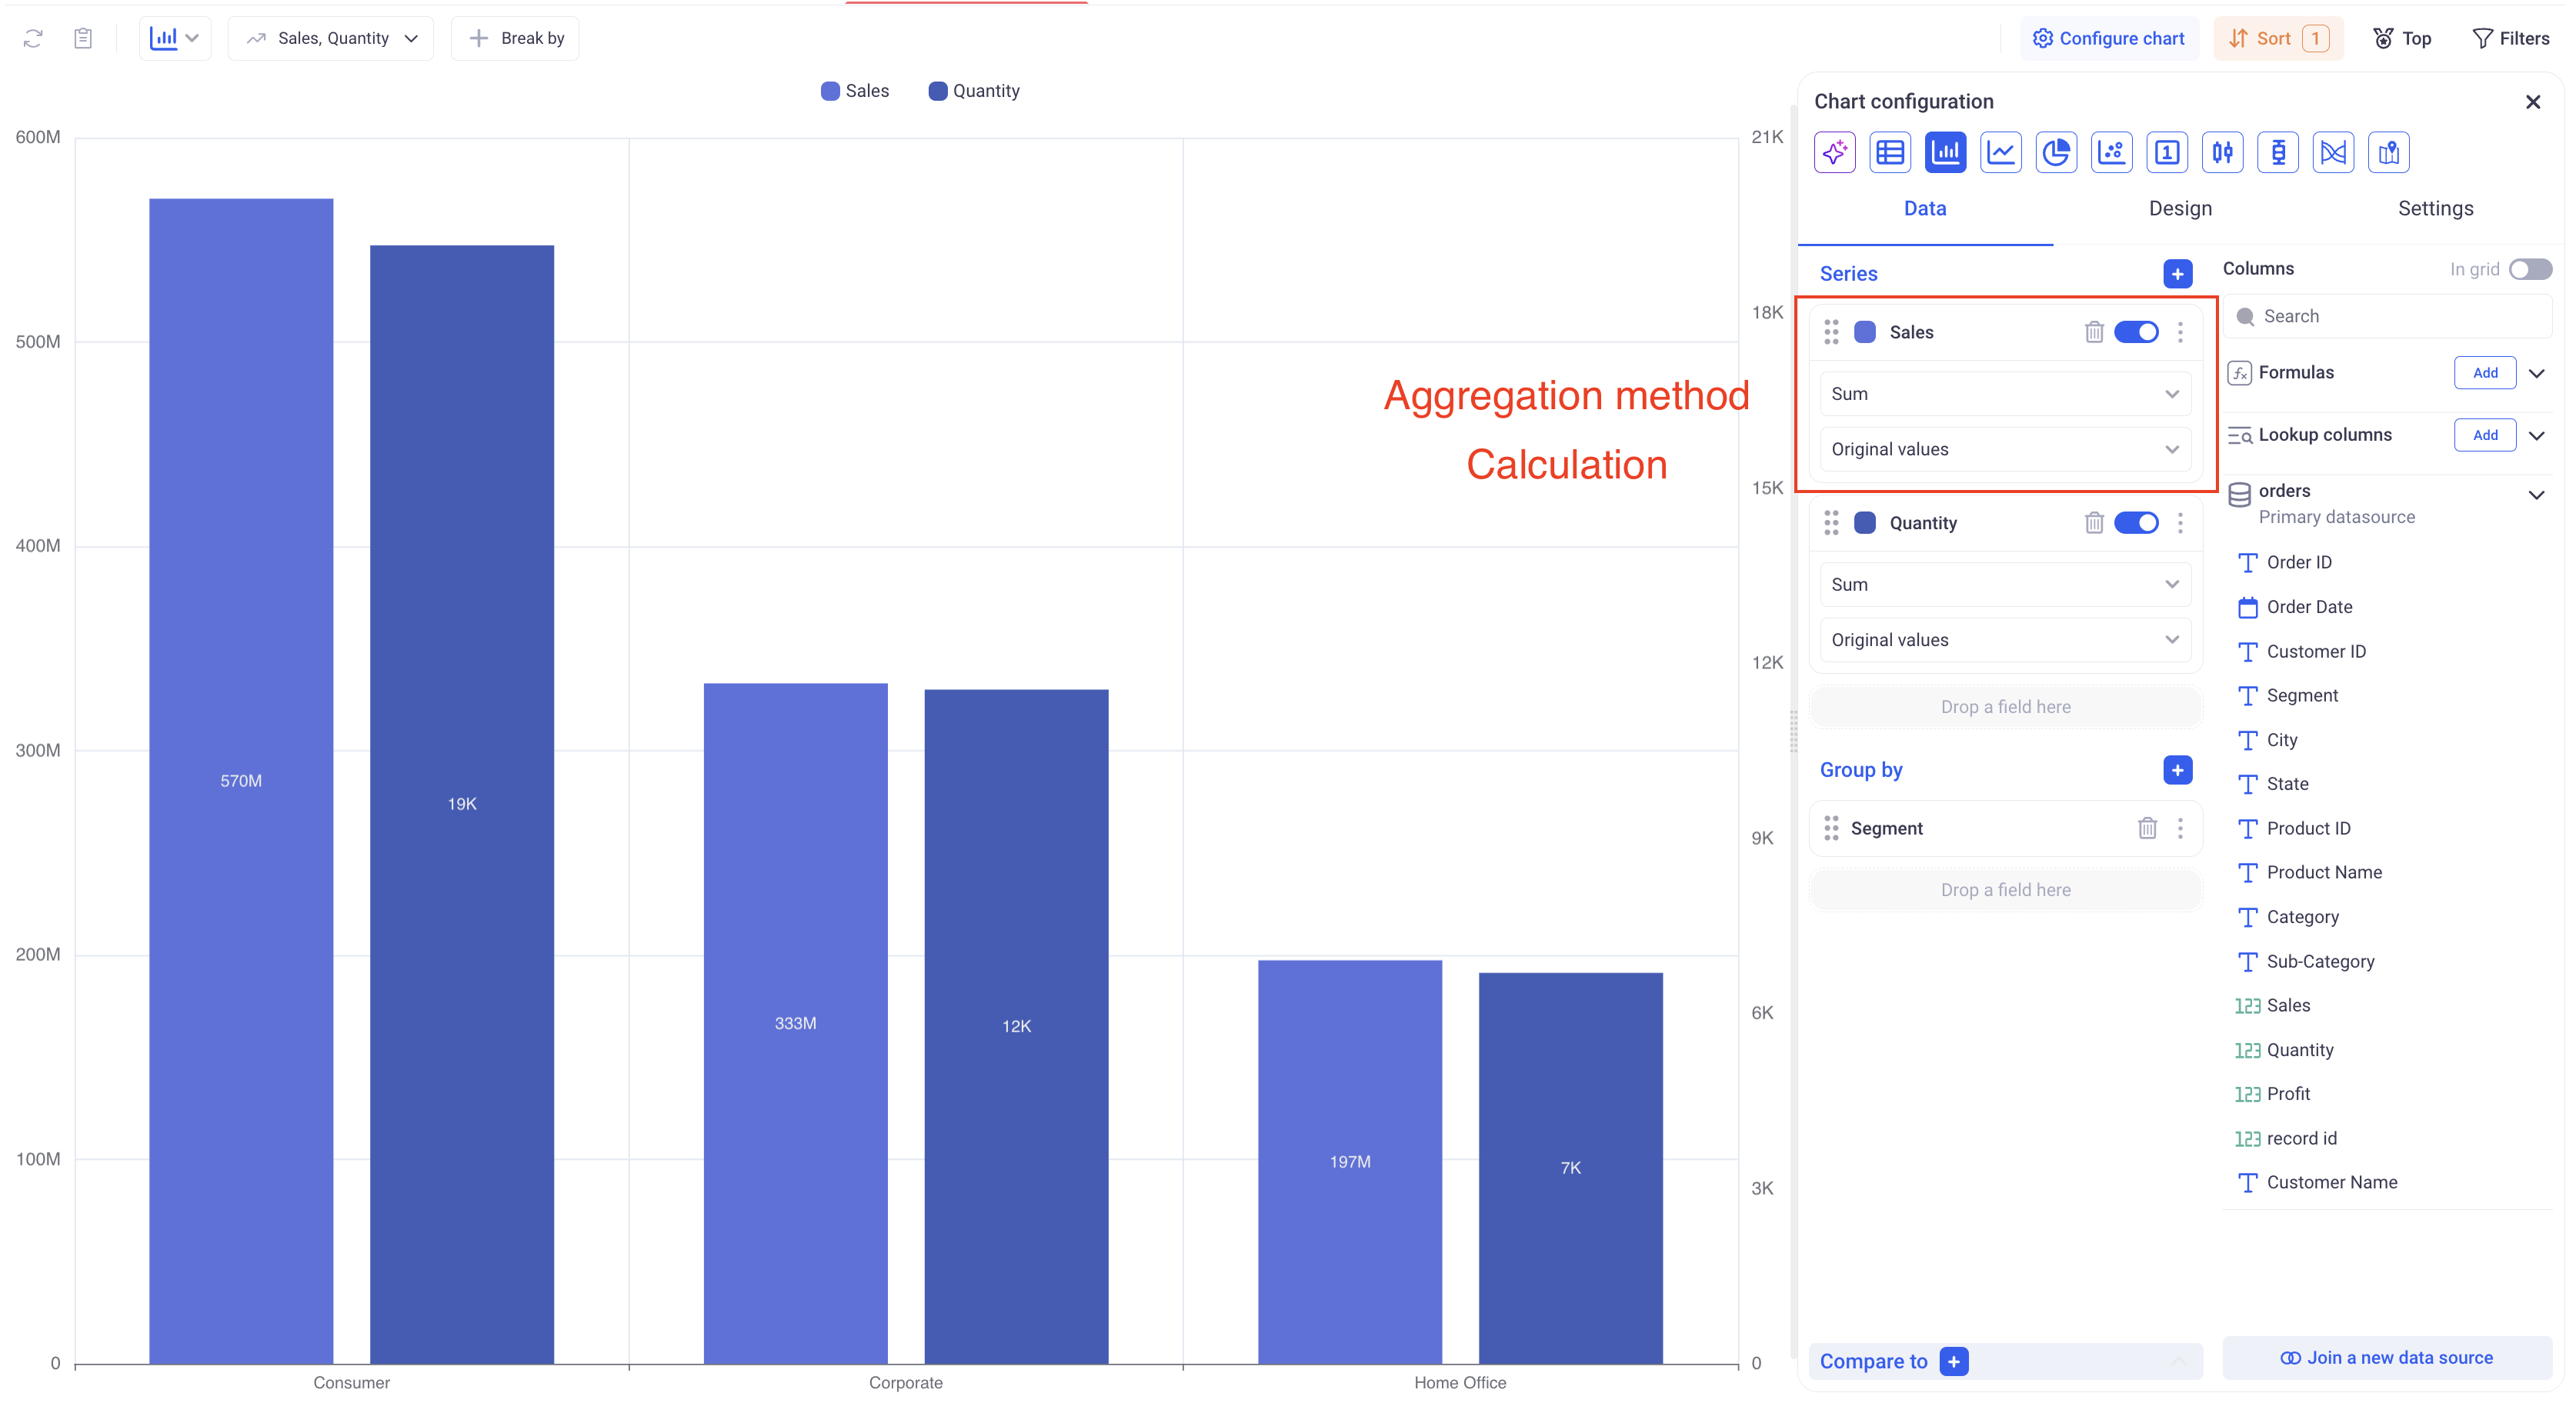 Sales, Quantity
Break by
Configure chart
Sort 1
Top
Filters
Sales
Quantity
600M
500M
400M
300M
200M
100M
0
570M
19K
333M
12K
197M
7K
Consumer
Corporate
Home Office
21K
18K
15K
12K
9K
6K
3K
0
Aggregation method
Calculation
Chart configuration
1
Data
Design
Settings
Series
Sales
Sum
Original values
Quantity
Sum
Original values
Drop a field here
Group by
Segment
Drop a field here
Compare to
Columns
In grid
Search
fx Formulas
Add
Lookup columns
Add
orders
Primary datasource
T Order ID
Order Date
T Customer ID
T Segment
T City
T State
T Product ID
T Product Name
T Category
T Sub-Category
123 Sales
123 Quantity
123 Profit
123 record id
T Customer Name
Join a new data source